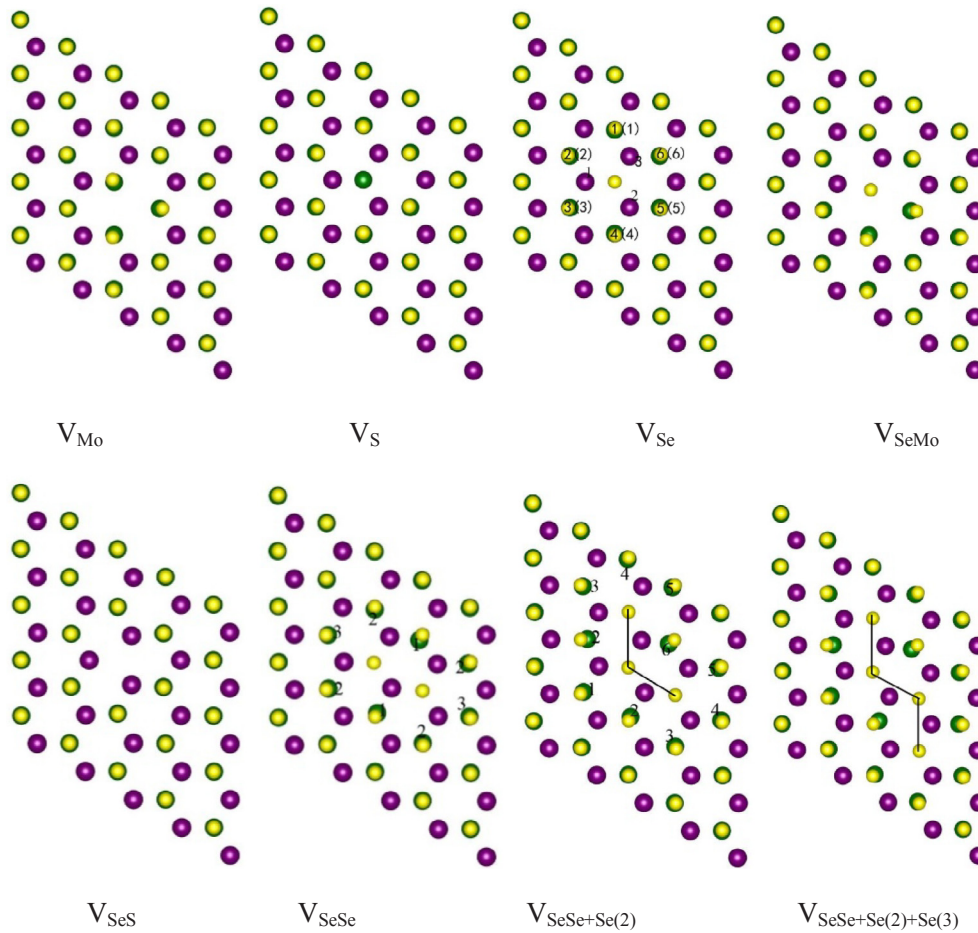 1(1)
2(2) 3 6(6)
1
2
3(3) 5(5)
4(4)
V_Mo V_S V_Se V_SeMo
4
3 5
2
3 1 2
6
2 2 5
1
1 3 2 4
2 3
V_SeS V_SeSe V_SeSe+Se(2) V_SeSe+Se(2)+Se(3)